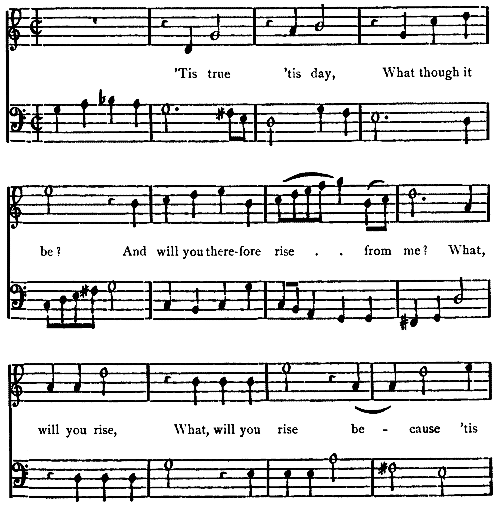 'Tis true 'tis day, What though it
be? And will you there-fore rise . . from me? What,
will you rise, What, will you rise be - cause 'tis